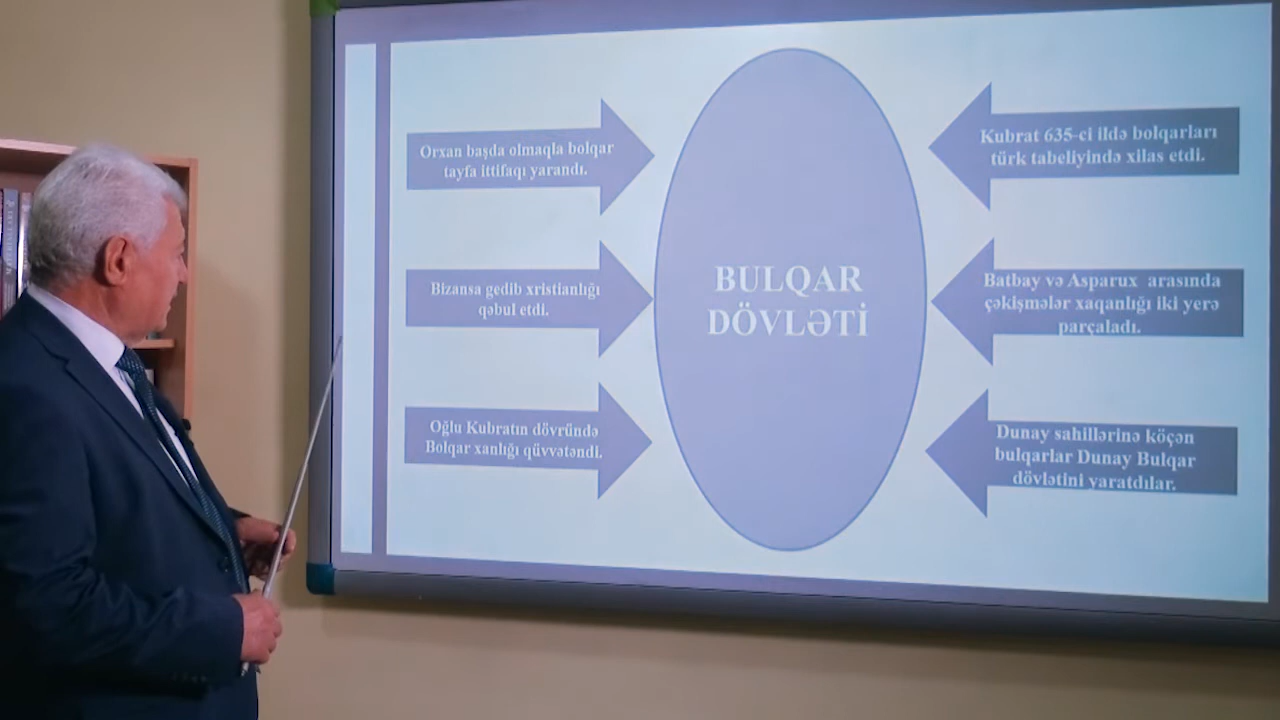 Orxan başda olmaqla bolqar
tayfa ittifaqı yarandı.
Bizansa gedib xristianlığı
qəbul etdi.
Oğlu Kubratın dövründə
Bolqar xanlığı qüvvətəndi.
BULQAR
DÖVLƏTİ
Kubrat 635-ci ildə bolqarları
türk tabeliyində xilas etdi.
Batbay və Asparux arasında
çəkişmələr xaqanlığı iki yerə
parçaladı.
Dunay sahillərinə köçən
bulqarlar Dunay Bulqar
dövlətini yaratdılar.